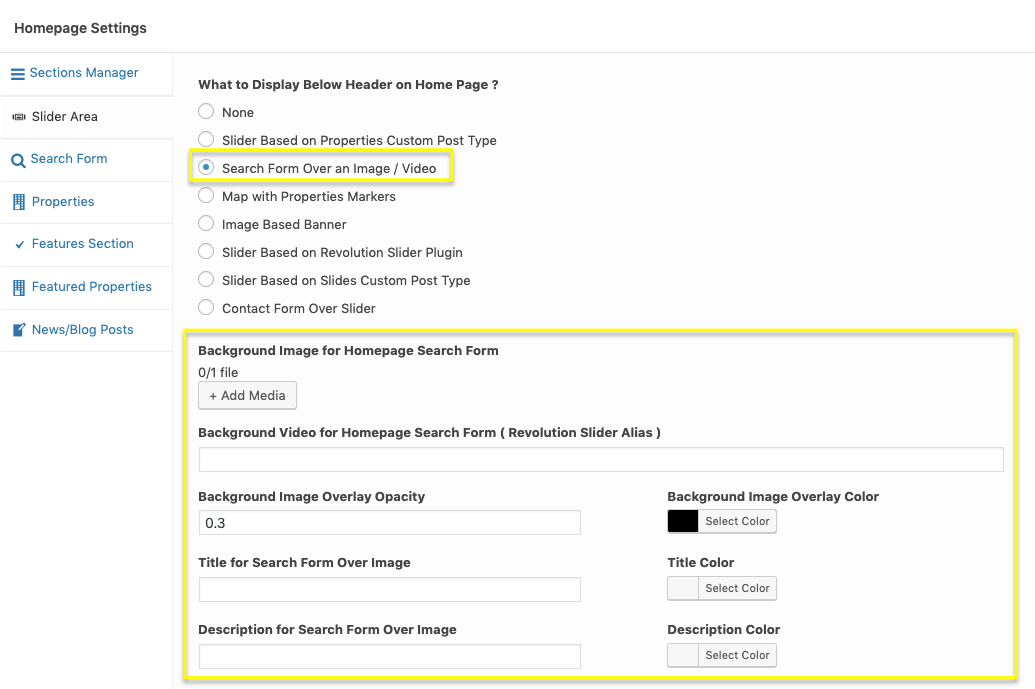 Homepage Settings
Sections Manager
Slider Area
Search Form
Properties
Features Section
Featured Properties
News/Blog Posts
What to Display Below Header on Home Page ?
None
Slider Based on Properties Custom Post Type
Search Form Over an Image / Video
Map with Properties Markers
Image Based Banner
Slider Based on Revolution Slider Plugin
Slider Based on Slides Custom Post Type
Contact Form Over Slider
Background Image for Homepage Search Form
0/1 file
+ Add Media
Background Video for Homepage Search Form ( Revolution Slider Alias )
Background Image Overlay Opacity
0.3
Background Image Overlay Color
Select Color
Title for Search Form Over Image
Title Color
Select Color
Description for Search Form Over Image
Description Color
Select Color